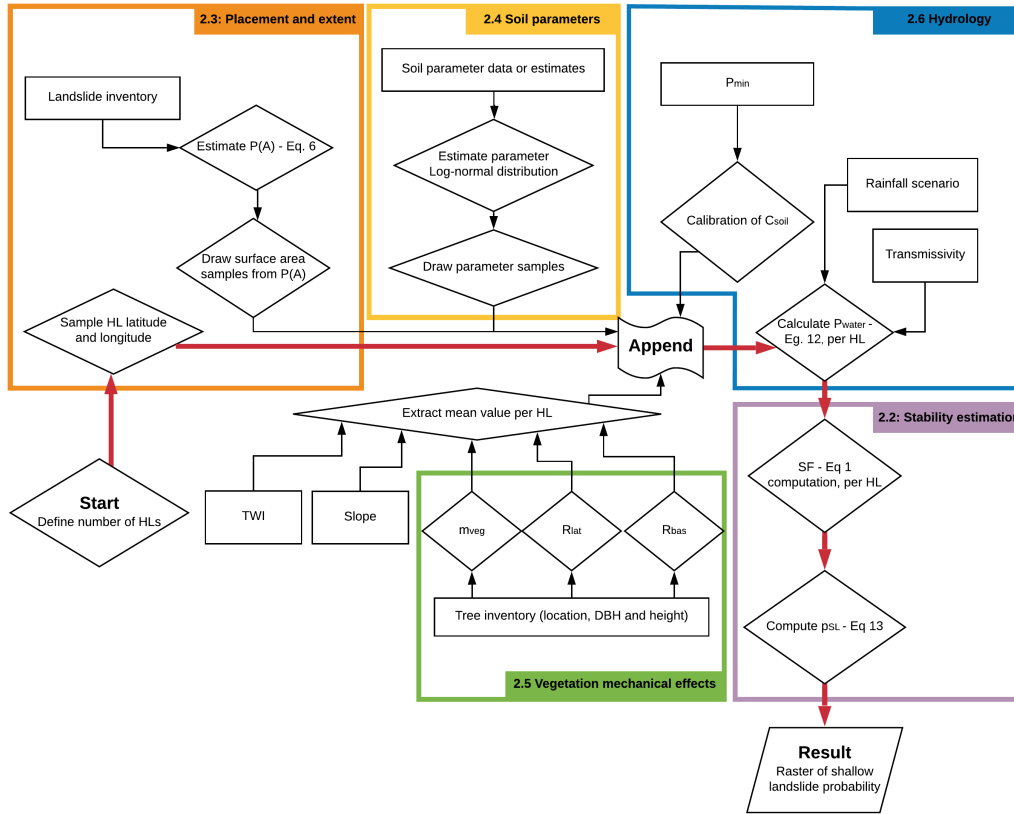 2.3: Placement and extent
Landslide inventory
Estimate P(A) - Eq. 6
Draw surface area
samples from P(A)
Sample HL latitude
and longitude
Start
Define number of HLs
2.4 Soil parameters
Soil parameter data or estimates
Estimate parameter
Log-normal distribution
Draw parameter samples
2.6 Hydrology
Pmin
Calibration of Csoil
Rainfall scenario
Transmissivity
Calculate Pwater -
Eg. 12, per HL
Append
Extract mean value per HL
TWI
Slope
mveg
Rlat
Rbas
Tree inventory (location, DBH and height)
2.5 Vegetation mechanical effects
2.2: Stability estimation
SF - Eq 1
computation, per HL
Compute pSL - Eq 13
Result
Raster of shallow
landslide probability